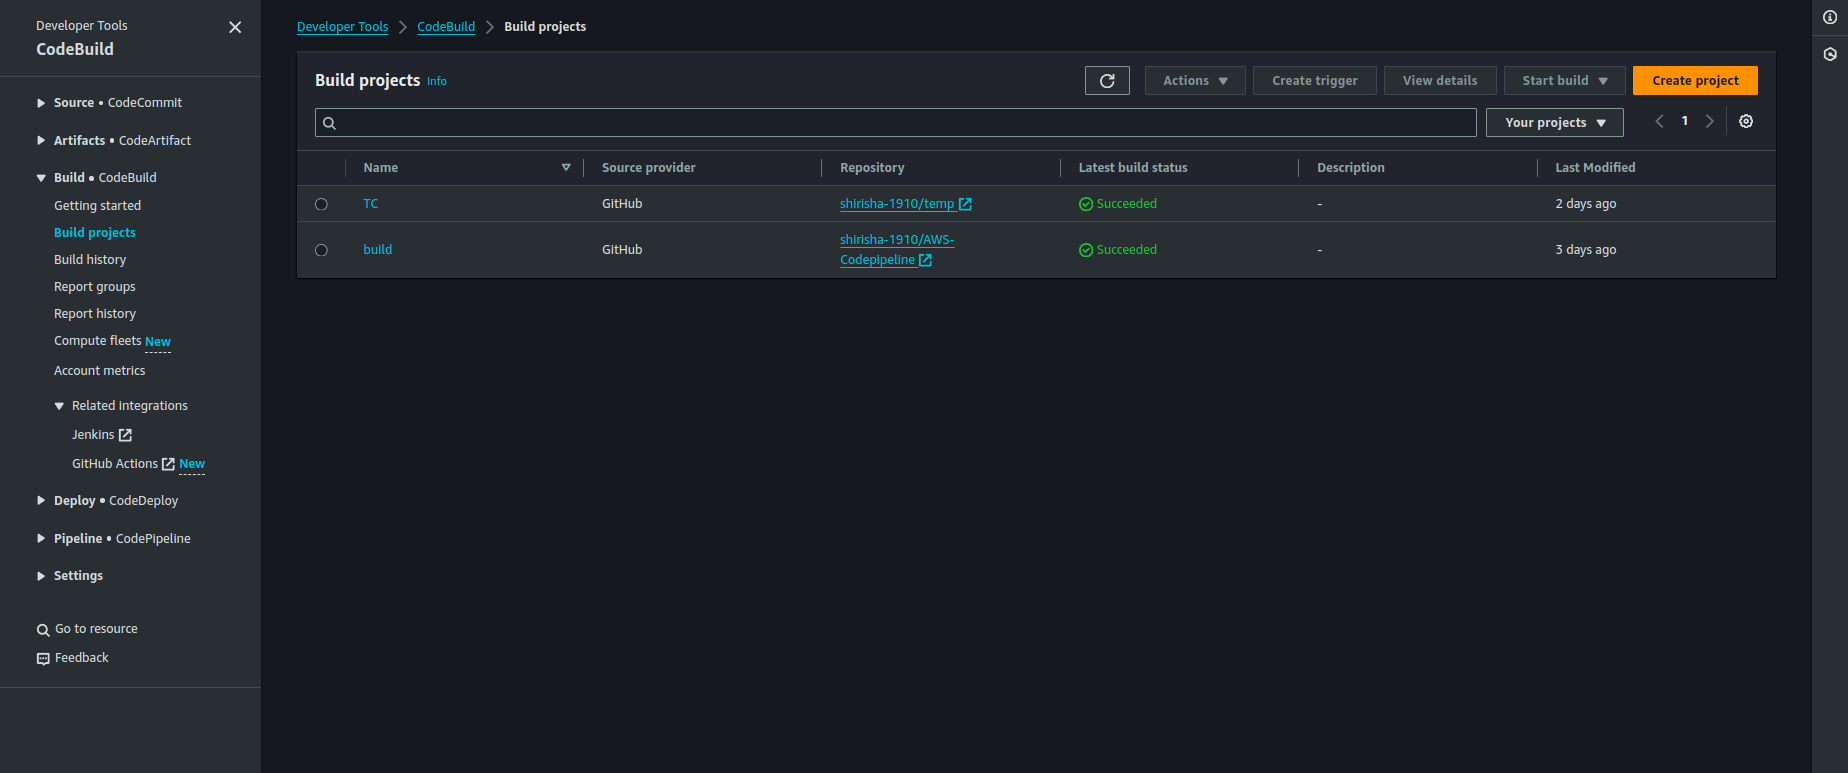 Developer Tools
CodeBuild
Source • CodeCommit
Artifacts • CodeArtifact
Build • CodeBuild
Getting started
Build projects
Build history
Report groups
Report history
Compute fleets New
Account metrics
Related integrations
Jenkins
GitHub Actions New
Deploy • CodeDeploy
Pipeline • CodePipeline
Settings
Go to resource
Feedback
Developer Tools CodeBuild Build projects
Build projects Info
Actions Create trigger View details Start build Create project
Your projects 1
Name Source provider Repository Latest build status Description Last Modified
TC GitHub shirisha-1910/temp Succeeded - 2 days ago
build GitHub shirisha-1910/AWS-
Codepipeline Succeeded - 3 days ago